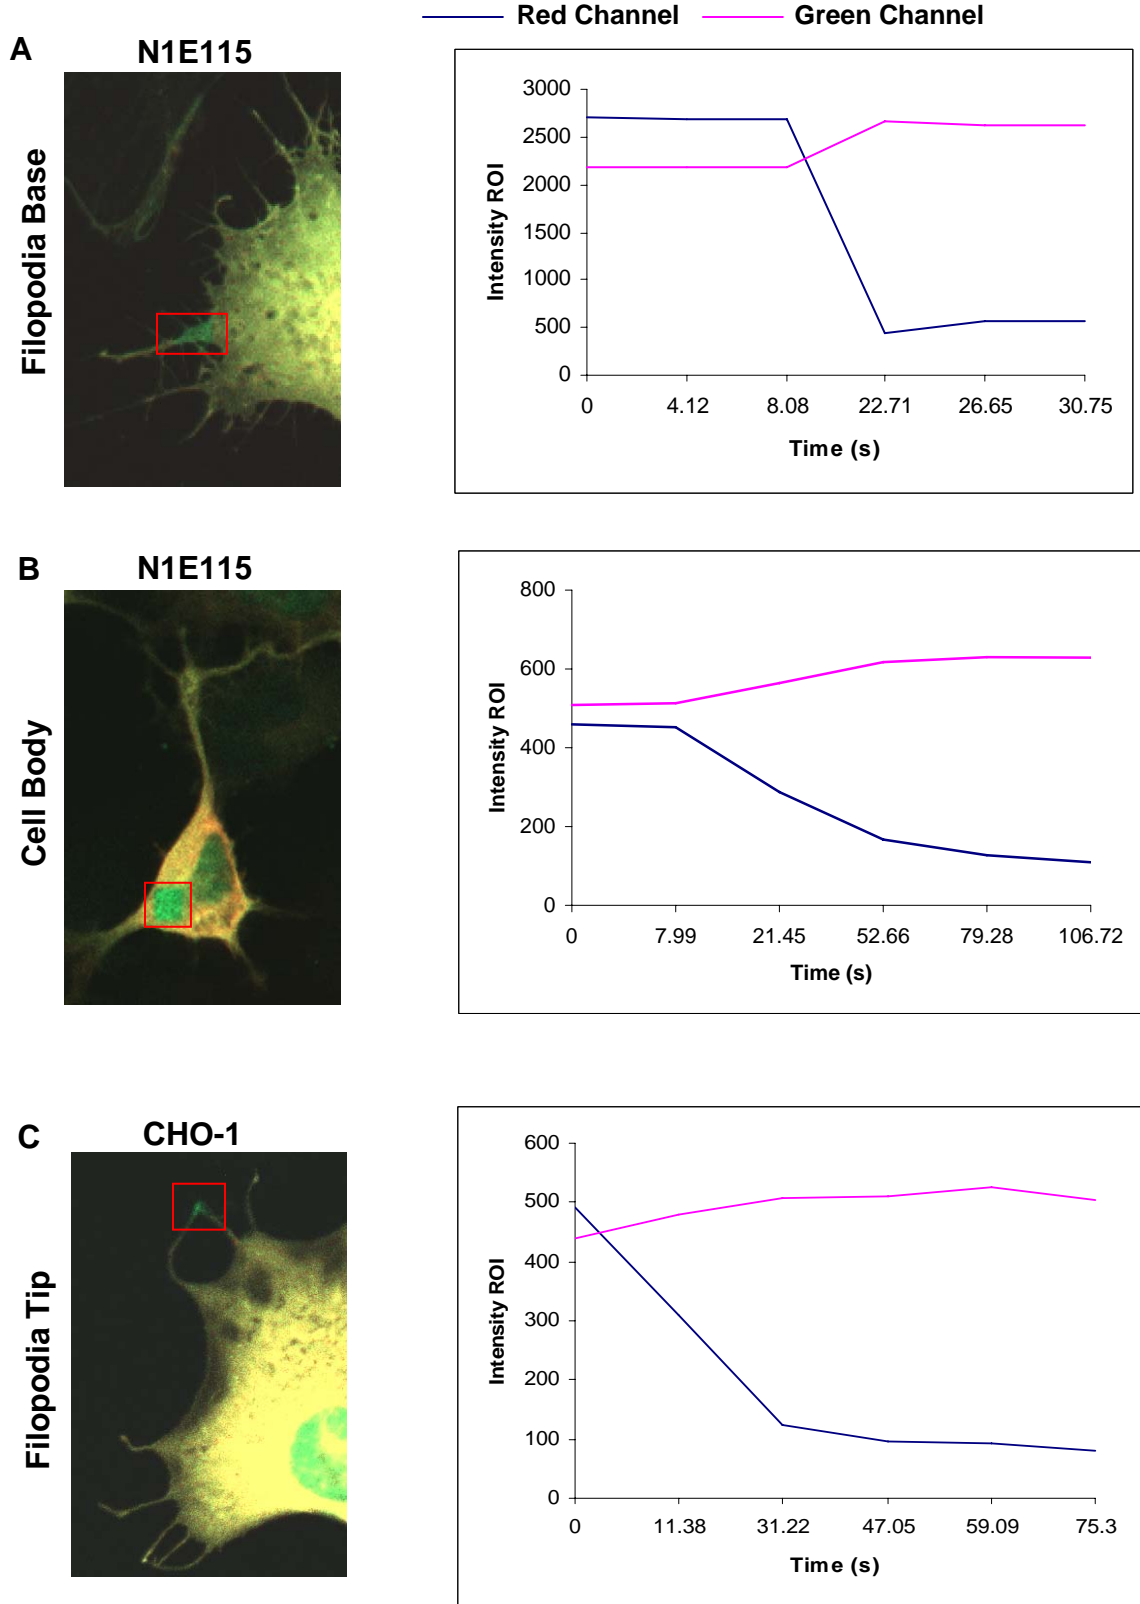 Red Channel Green Channel
A N1E115
Filopodia Base
3000
2500
2000
1500
1000
500
0
Intensity ROI
0 4.12 8.08 22.71 26.65 30.75
Time (s)
B N1E115
Cell Body
800
600
400
200
0
Intensity ROI
0 7.99 21.45 52.66 79.28 106.72
Time (s)
C CHO-1
Filopodia Tip
600
500
400
300
200
100
0
Intensity ROI
0 11.38 31.22 47.05 59.09 75.3
Time (s)